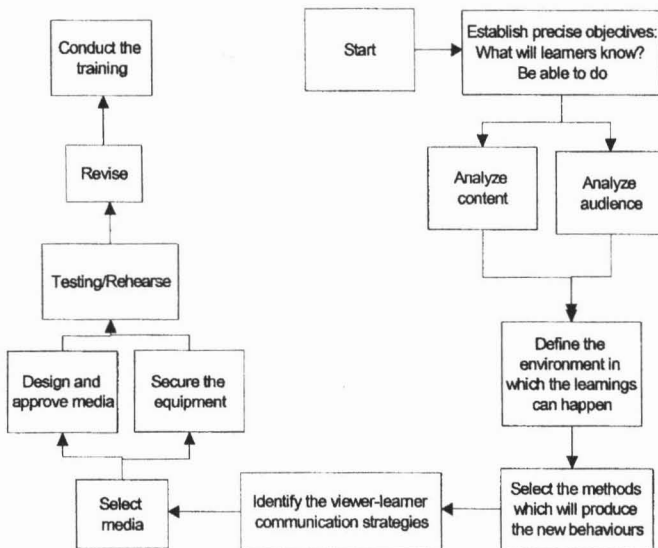 Start
Establish precise objectives:
What will learners know?
Be able to do
Analyze
content
Analyze
audience
Define the
environment in
which the learnings
can happen
Select the methods
which will produce
the new behaviours
Identify the viewer-learner
communication strategies
Select
media
Design and
approve media
Secure the
equipment
Testing/Rehearse
Revise
Conduct the
training